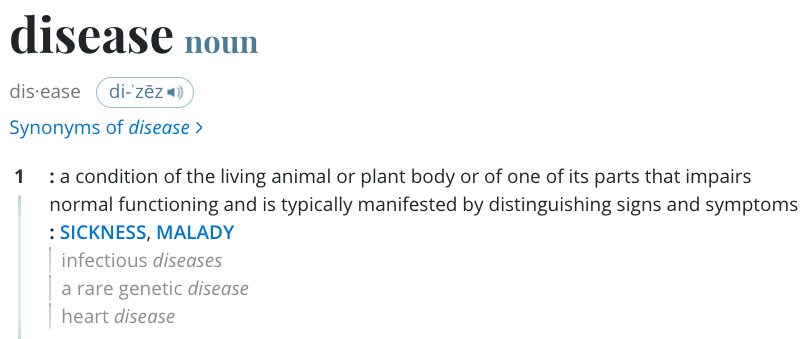 disease noun
dis·ease di-ˈzēz
Synonyms of disease
1 : a condition of the living animal or plant body or of one of its parts that impairs
normal functioning and is typically manifested by distinguishing signs and symptoms
: SICKNESS, MALADY
infectious diseases
a rare genetic disease
heart disease